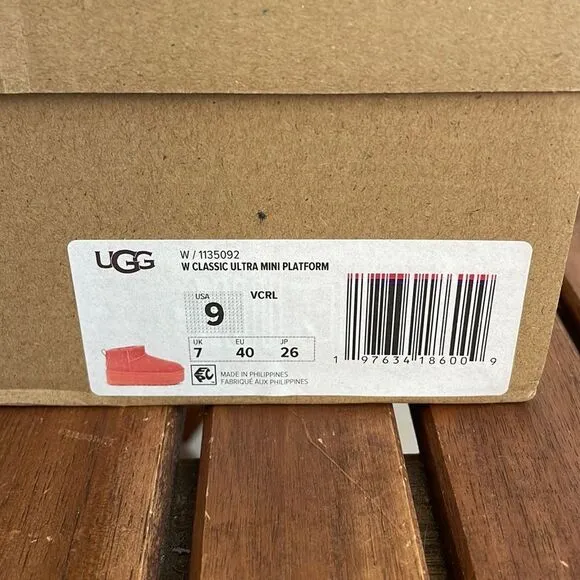 UGG
W / 1135092
W CLASSIC ULTRA MINI PLATFORM
USA
9
VCRL
UK EU JP
7 40 26
MADE IN PHILIPPINES
FABRIQUÉ AUX PHILIPPINES
1 97634 18600 9